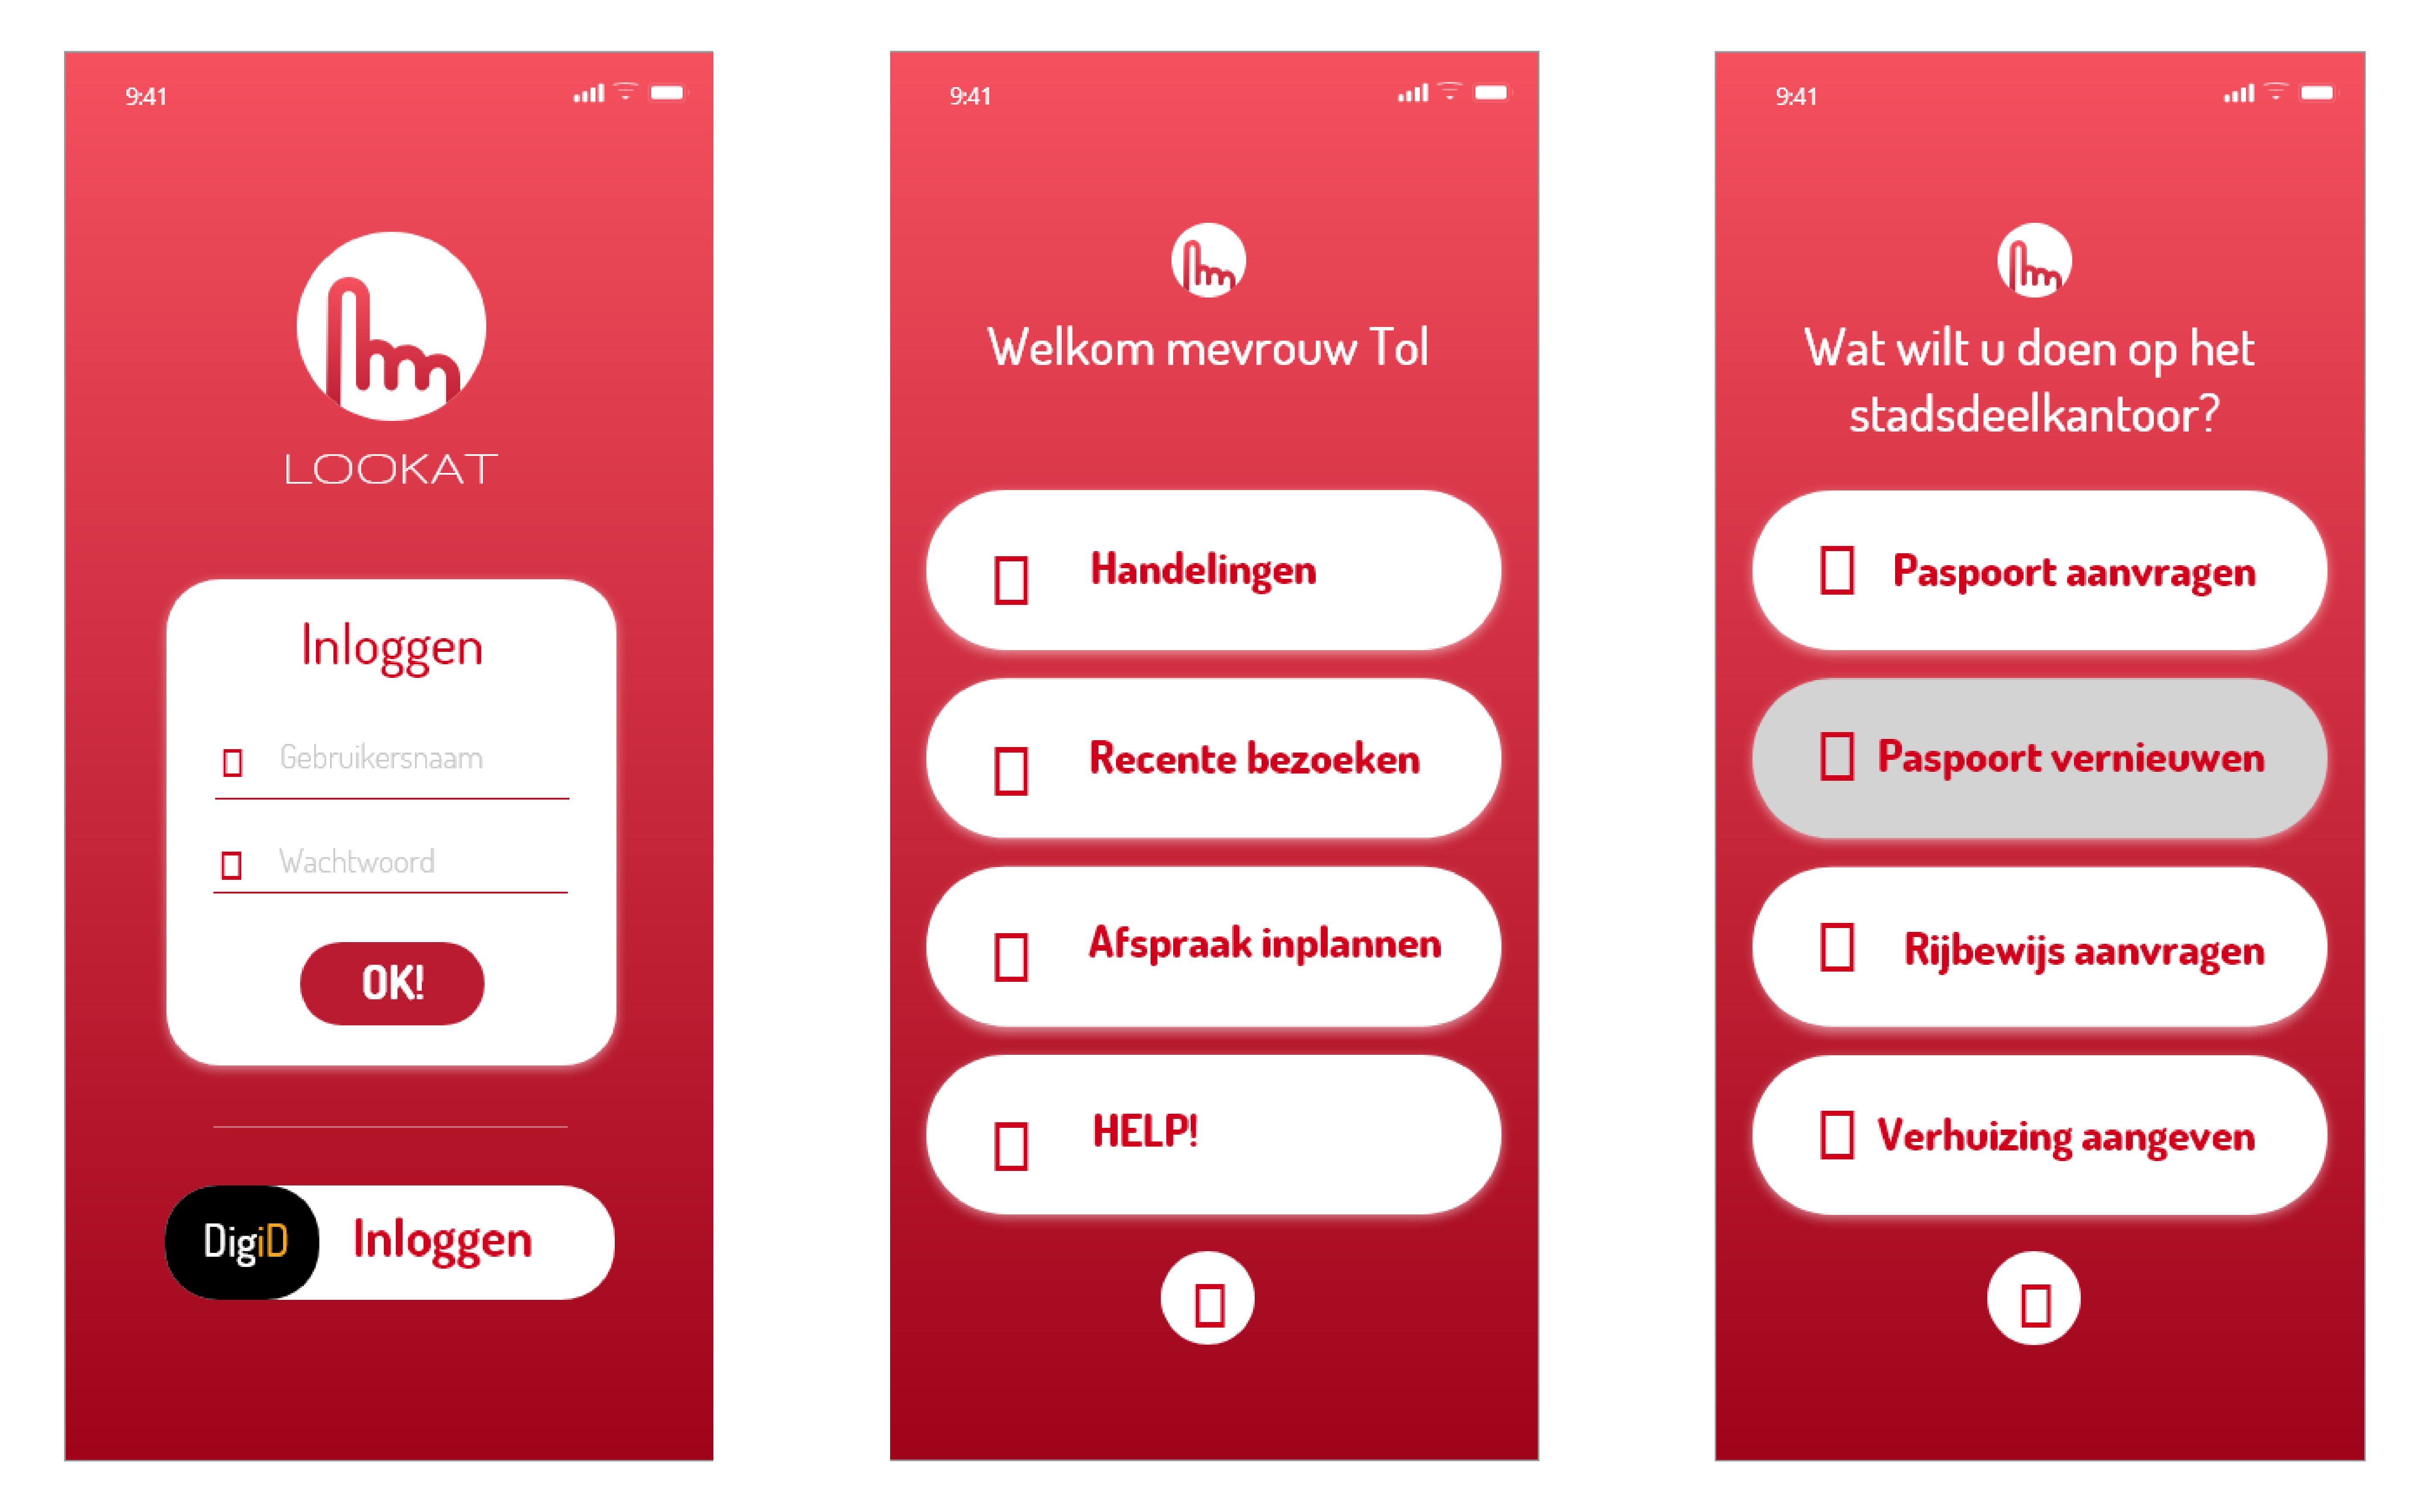 9:41
LOOKAT
Inloggen
Gebruikersnaam
Wachtwoord
OK!
DigiD
Inloggen
9:41
Welkom mevrouw Tol
Handelingen
Recente bezoeken
Afspraak inplannen
HELP!
9:41
Wat wilt u doen op het
stadsdeelkantoor?
Paspoort aanvragen
Paspoort vernieuwen
Rijbewijs aanvragen
Verhuizing aangeven